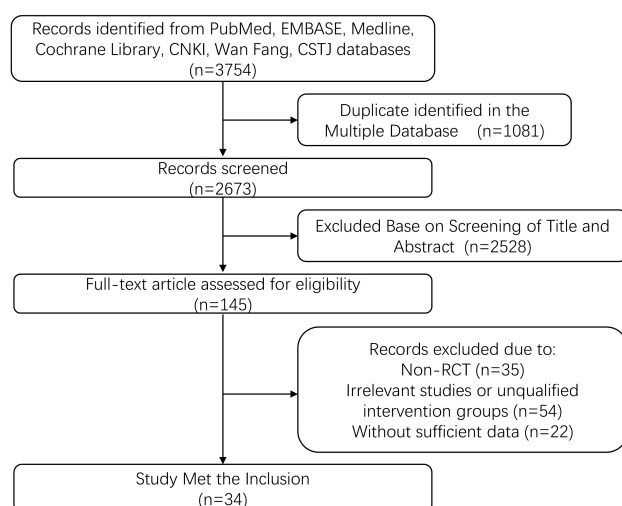 Records identified from PubMed, EMBASE, Medline,
Cochrane Library, CNKI, Wan Fang, CSTJ databases
(n=3754)
Duplicate identified in the
Multiple Database (n=1081)
Records screened
(n=2673)
Excluded Base on Screening of Title and
Abstract (n=2528)
Full-text article assessed for eligibility
(n=145)
Records excluded due to:
Non-RCT (n=35)
Irrelevant studies or unqualified
intervention groups (n=54)
Without sufficient data (n=22)
Study Met the Inclusion
(n=34)